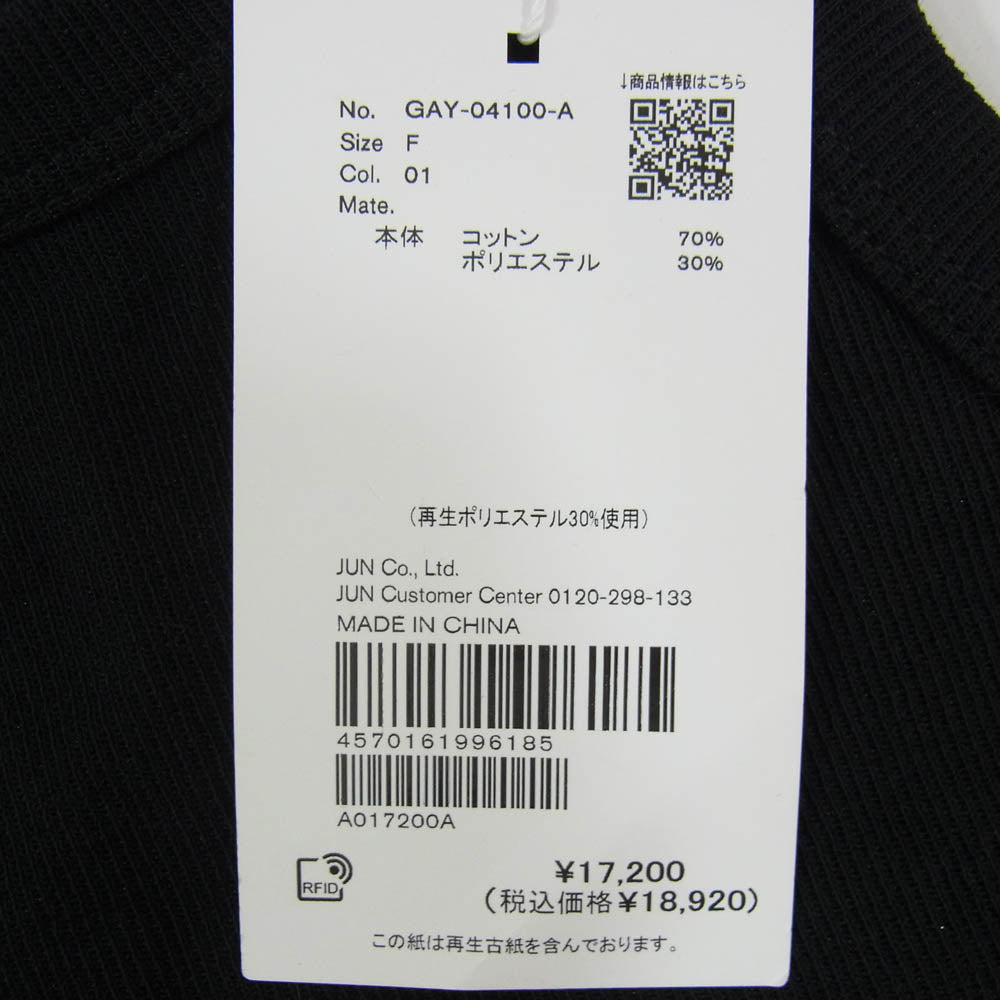 ↓商品情報はこちら
No. GAY-04100-A
Size F
Col. 01
Mate.
本体 コットン 70%
ポリエステル 30%
(再生ポリエステル30%使用)
JUN Co., Ltd.
JUN Customer Center 0120-298-133
MADE IN CHINA
4570161996185
A017200A
RFID
¥17,200
(税込価格¥18,920)
この紙は再生古紙を含んでおります。